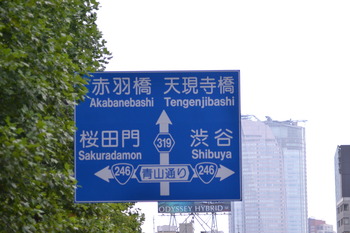 赤羽橋 天現寺橋
Akabanebashi Tengenjibashi
桜田門 319 渋谷
Sakuradamon Shibuya
246 青山通り 246
ODYSSEY HYBRID